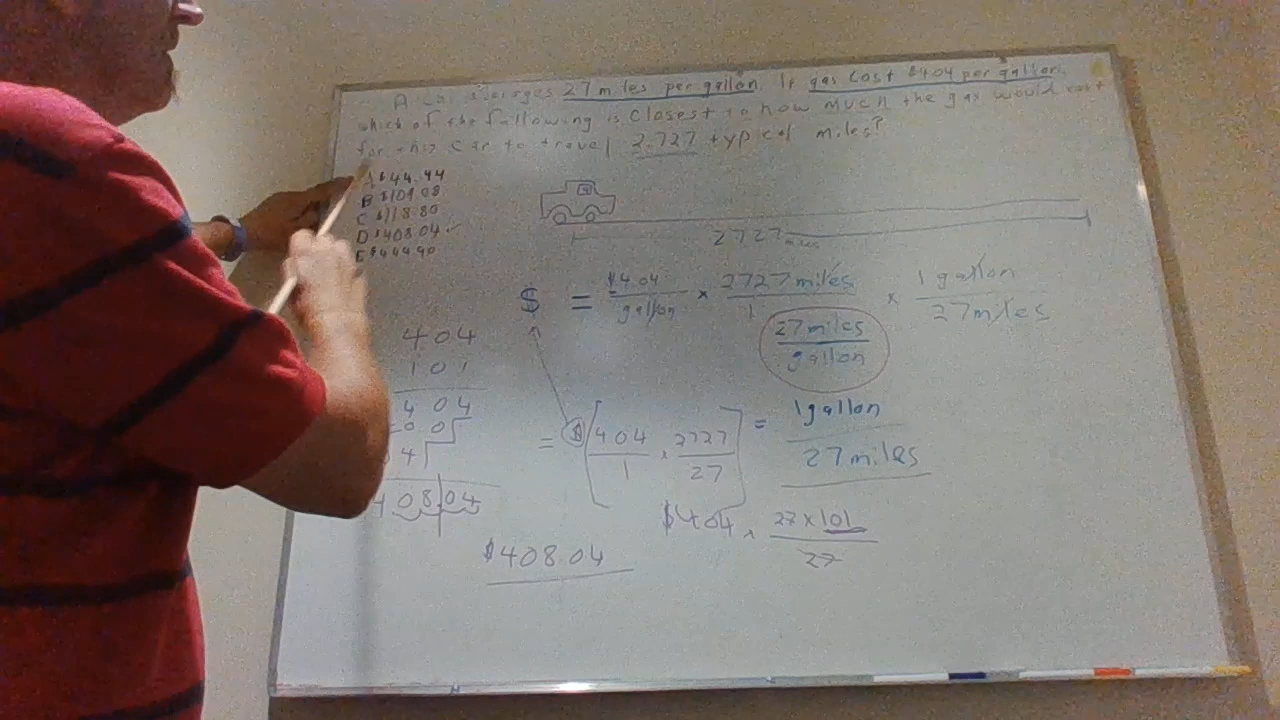 A car averages 27 miles per gallon. If gas cost $4.04 per gallon,
which of the following is closest to how much the gas would cost
for this car to travel 2,727 typical miles?
A $44.44
B $109.08
C $118.80
D $408.04 ✓
E $444.40
2727 miles
$ = $4.04 / gallon × 2727 miles / 1 × 1 gallon / 27 miles
27 miles / gallon
404
101
404
00
4
408 04
= $ [ 404 / 1 × 2727 / 27 ] = 1 gallon / 27 miles
$404 × 27 × 101 / 27
$408.04